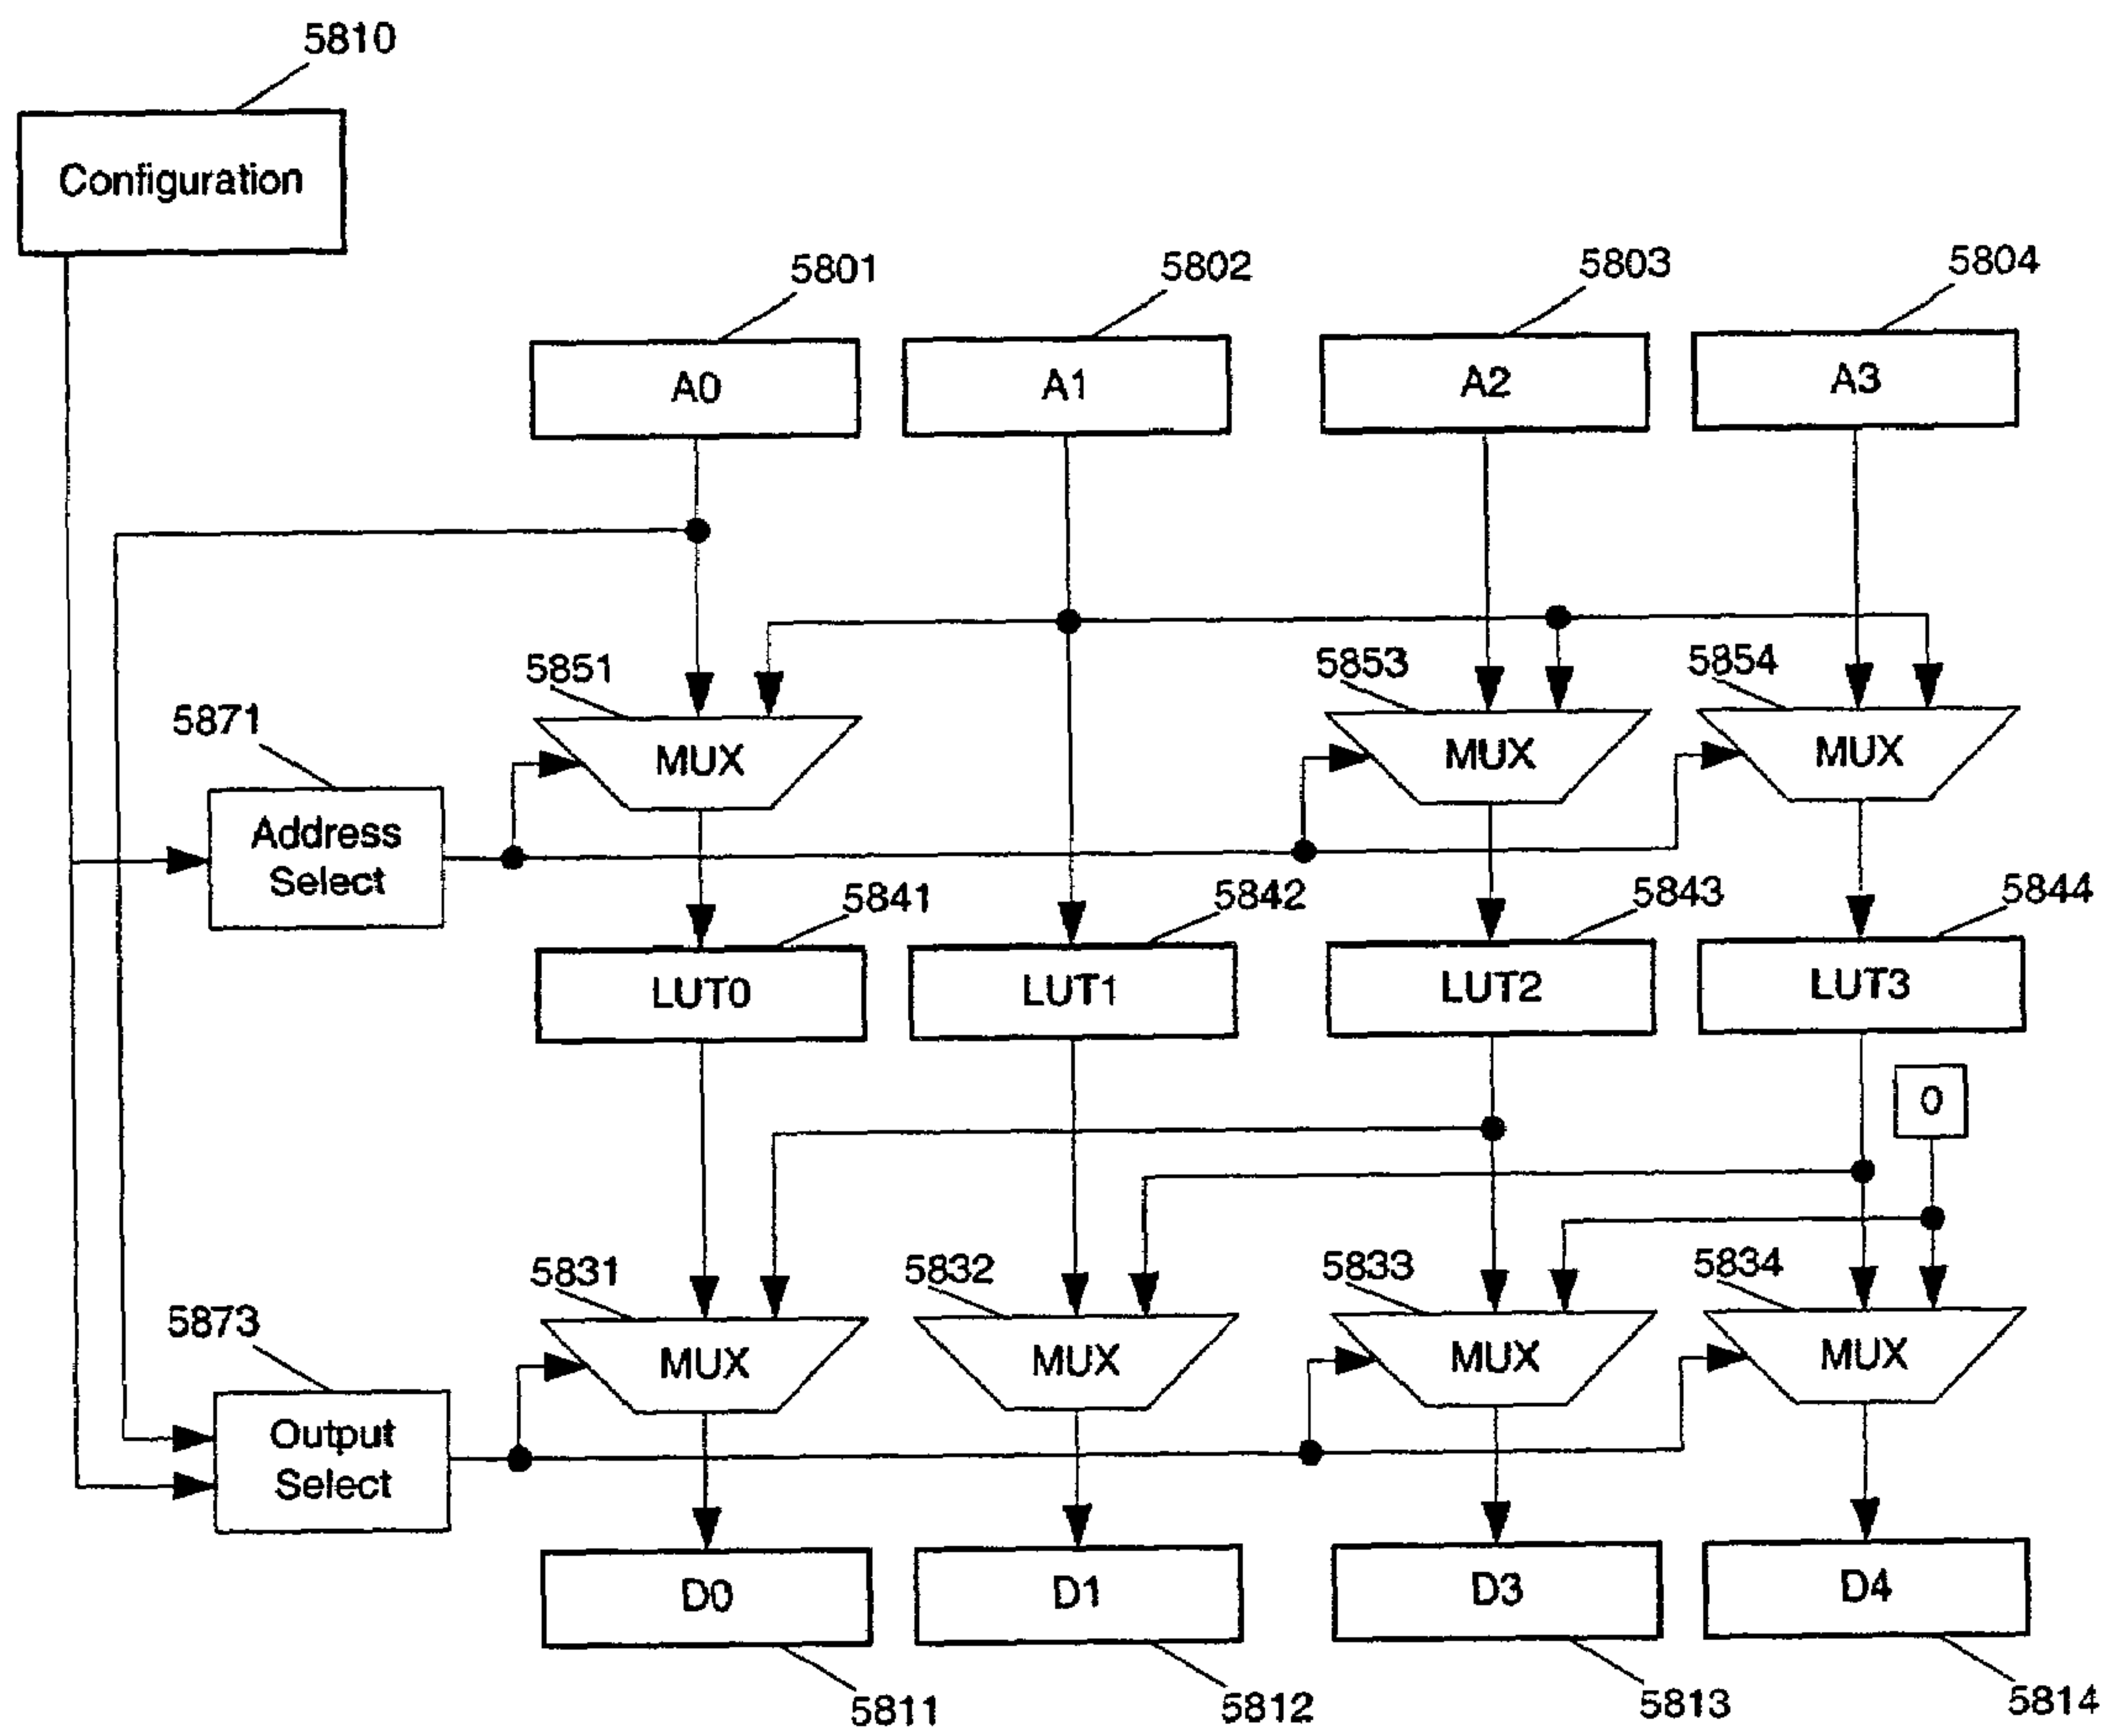 5810
Configuration
5801
5802
5803
5804
A0
A1
A2
A3
5851
5853
5854
5871
MUX
MUX
MUX
Address
Select
5841
5842
5843
5844
LUT0
LUT1
LUT2
LUT3
0
5831
5832
5833
5834
5873
MUX
MUX
MUX
MUX
Output
Select
D0
D1
D3
D4
5811
5812
5813
5814